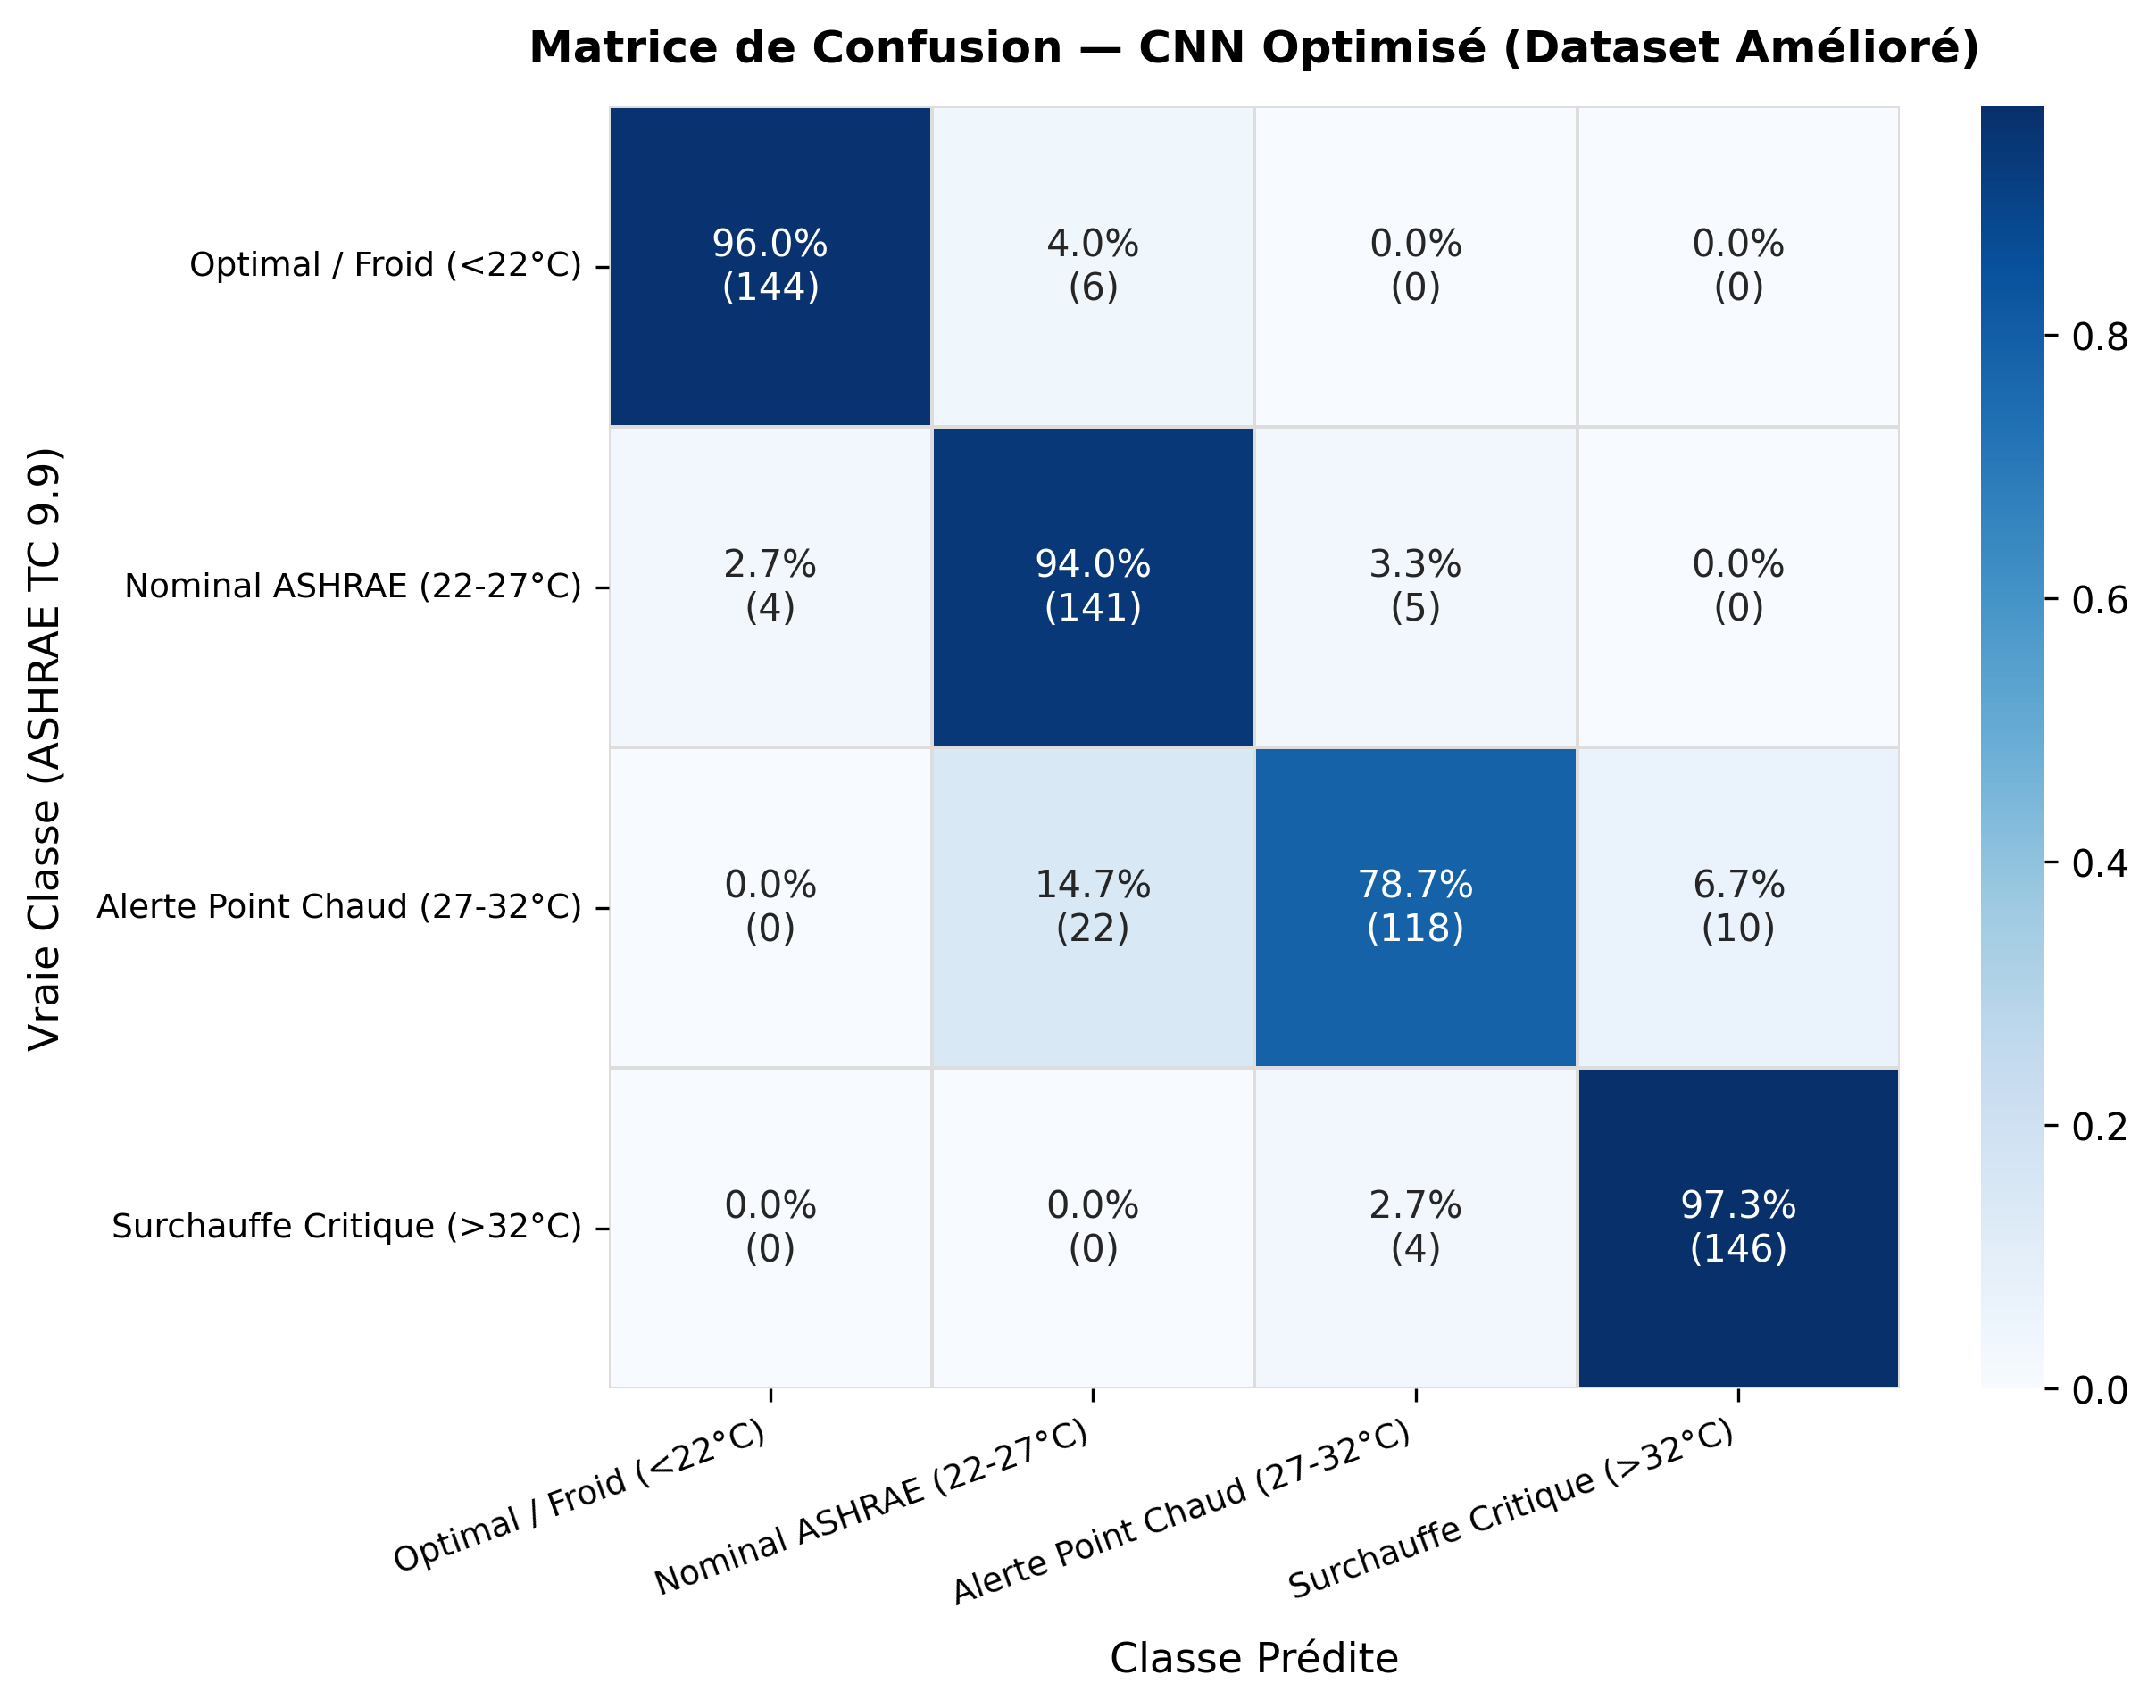 Matrice de Confusion — CNN Optimisé (Dataset Amélioré)
Vraie Classe (ASHRAE TC 9.9)
Optimal / Froid (<22°C)
96.0% 4.0% 0.0% 0.0%
(144) (6) (0) (0)
Nominal ASHRAE (22-27°C)
2.7% 94.0% 3.3% 0.0%
(4) (141) (5) (0)
Alerte Point Chaud (27-32°C)
0.0% 14.7% 78.7% 6.7%
(0) (22) (118) (10)
Surchauffe Critique (>32°C)
0.0% 0.0% 2.7% 97.3%
(0) (0) (4) (146)
Optimal / Froid (<22°C)
Nominal ASHRAE (22-27°C)
Alerte Point Chaud (27-32°C)
Surchauffe Critique (>32°C)
Classe Prédite
0.8
0.6
0.4
0.2
0.0